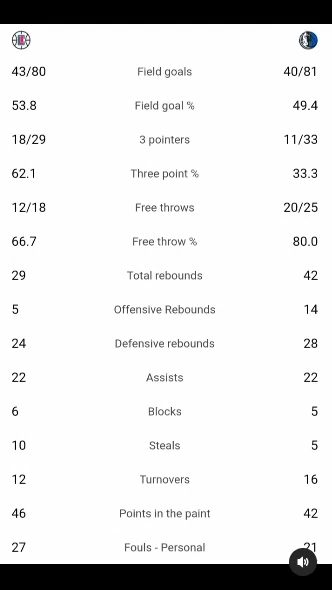 43/80 Field goals 40/81
53.8 Field goal % 49.4
18/29 3 pointers 11/33
62.1 Three point % 33.3
12/18 Free throws 20/25
66.7 Free throw % 80.0
29 Total rebounds 42
5 Offensive Rebounds 14
24 Defensive rebounds 28
22 Assists 22
6 Blocks 5
10 Steals 5
12 Turnovers 16
46 Points in the paint 42
27 Fouls - Personal 21